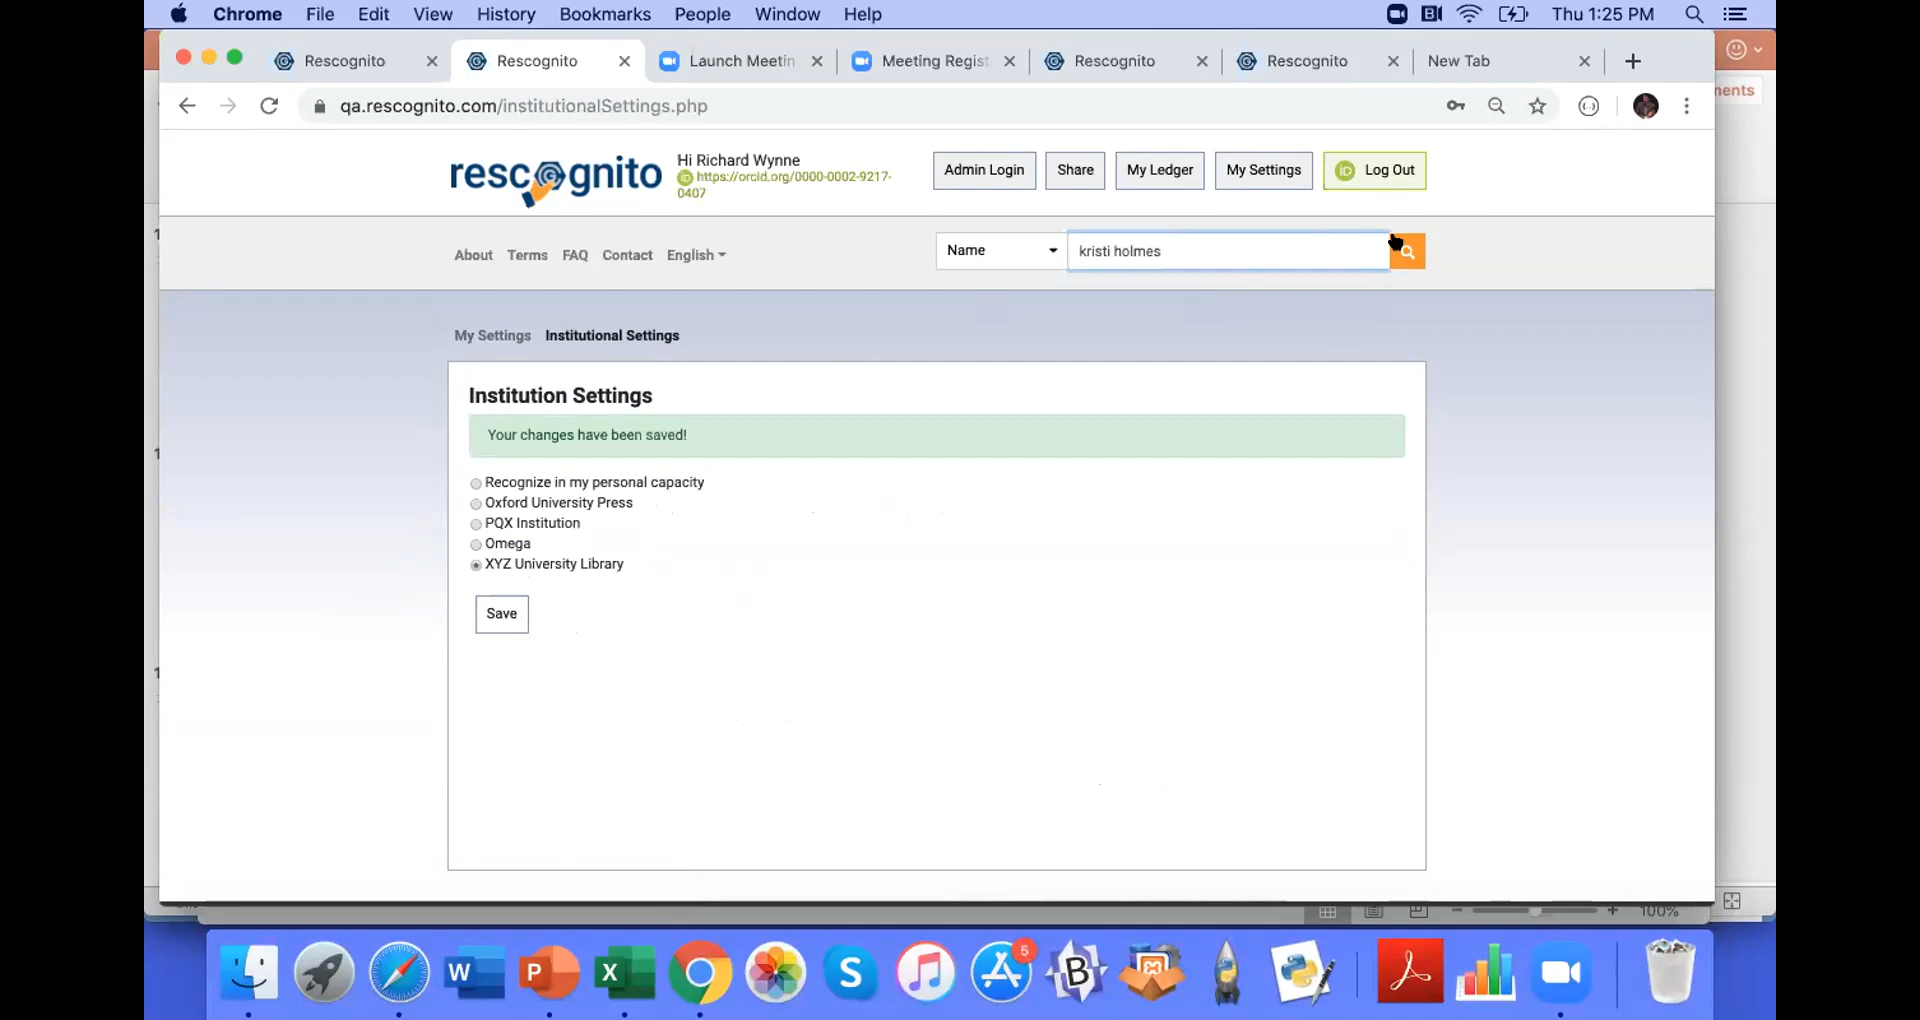 Chrome File Edit View History Bookmarks People Window Help Thu 1:25 PM
Rescognito Rescognito Launch Meetin Meeting Regist Rescognito Rescognito New Tab
qa.rescognito.com/institutionalSettings.php
nents
rescognito
Hi Richard Wynne
https://orcid.org/0000-0002-9217-
0407
Admin Login Share My Ledger My Settings iD Log Out
About Terms FAQ Contact English
Name kristi holmes
My Settings Institutional Settings
Institution Settings
Your changes have been saved!
Recognize in my personal capacity
Oxford University Press
PQX Institution
Omega
XYZ University Library
Save
100%
W P X S 5 B